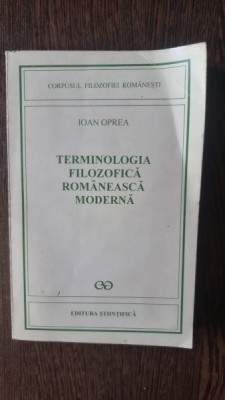 CORPUSUL FILOZOFIEI ROMÂNEȘTI
IOAN OPREA
TERMINOLOGIA
FILOZOFICĂ
ROMÂNEASCĂ
MODERNĂ
EDITURA ȘTIINȚIFICĂ